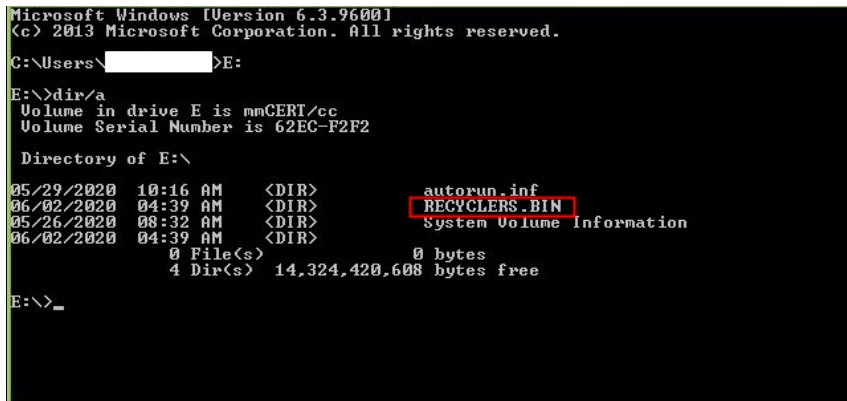 Microsoft Windows [Version 6.3.9600]
(c) 2013 Microsoft Corporation. All rights reserved.
C:\Users\ >E:
E:\>dir/a
Volume in drive E is mmCERT/cc
Volume Serial Number is 62EC-F2F2
Directory of E:\
05/29/2020 10:16 AM <DIR> autorun.inf
06/02/2020 04:39 AM <DIR> RECYCLERS.BIN
05/26/2020 08:32 AM <DIR> System Volume Information
06/02/2020 04:39 AM <DIR>
0 File(s) 0 bytes
4 Dir(s) 14,324,420,608 bytes free
E:\>_